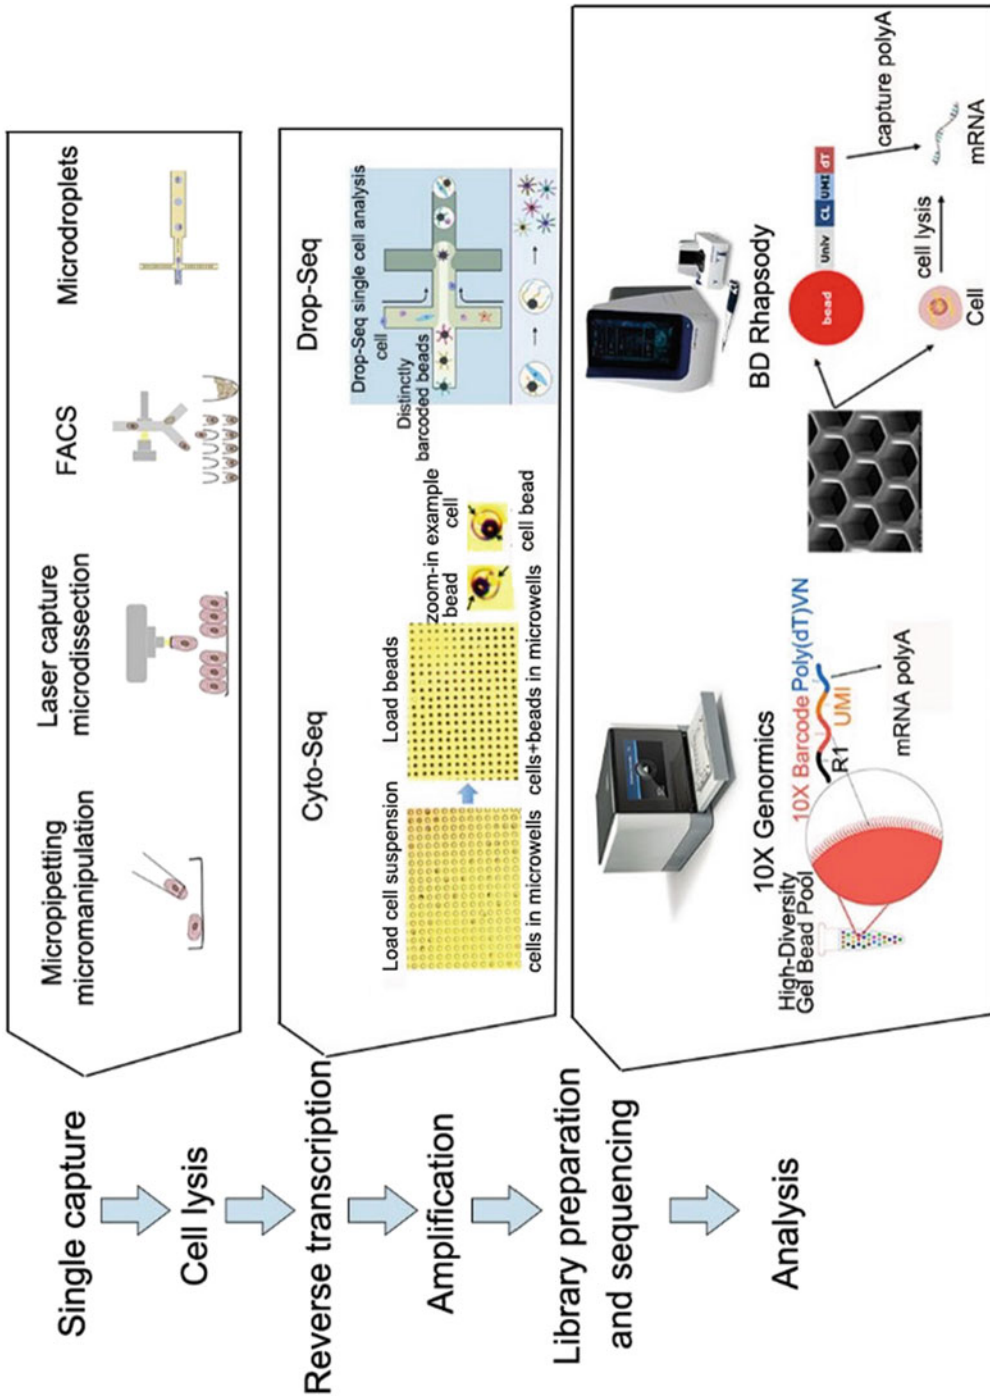 Single capture
Cell lysis
Reverse transcription
Amplification
Library preparation
and sequencing
Analysis
Micropipetting
micromanipulation
Laser capture
microdissection
FACS
Microdroplets
Cyto-Seq
Load cell suspension
Load beads
zoom-in example
bead
cell
cells in microwells
cells+beads in microwells
cell bead
Drop-Seq
Drop-Seq single cell analysis
cell
Distinctly
barcoded beads
10X Genormics
High-Diversity
Gel Bead Pool
10X Barcode Poly(dT)VN
R1
UMI
mRNA polyA
BD Rhapsody
bead
Univ CL UMI dT
capture polyA
cell lysis
Cell
mRNA